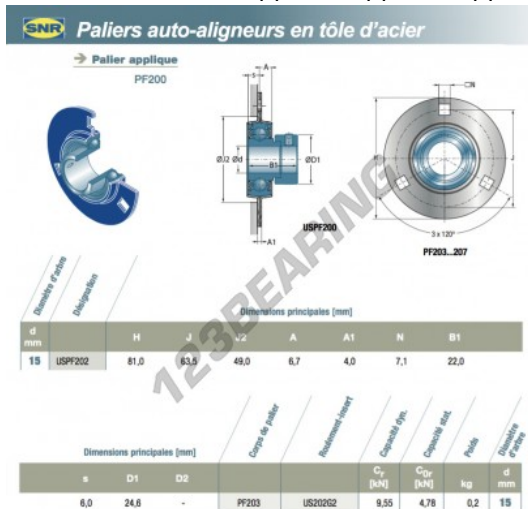 SNR Paliers auto-aligneurs en tôle d'acier
Palier applique
PF200
A
s
□N
ØJ2 Ød
B1
ØD1
J
A1
USPF200
3 x 120°
PF203...207
123BEARING
Diamètre d'arbre
Désignation
Dimensions principales [mm]
d mm H J J2 A A1 N B1
15 USPF202 81,0 63,5 49,0 6,7 4,0 7,1 22,0
Corps de palier
Roulement-insert
Capacité dyn.
Capacité stat.
Poids
Diamètre d'arbre
Dimensions principales [mm]
s D1 D2 Cr [kN] C0r [kN] kg d mm
6,0 24,6 - PF203 US202G2 9,55 4,78 0,2 15